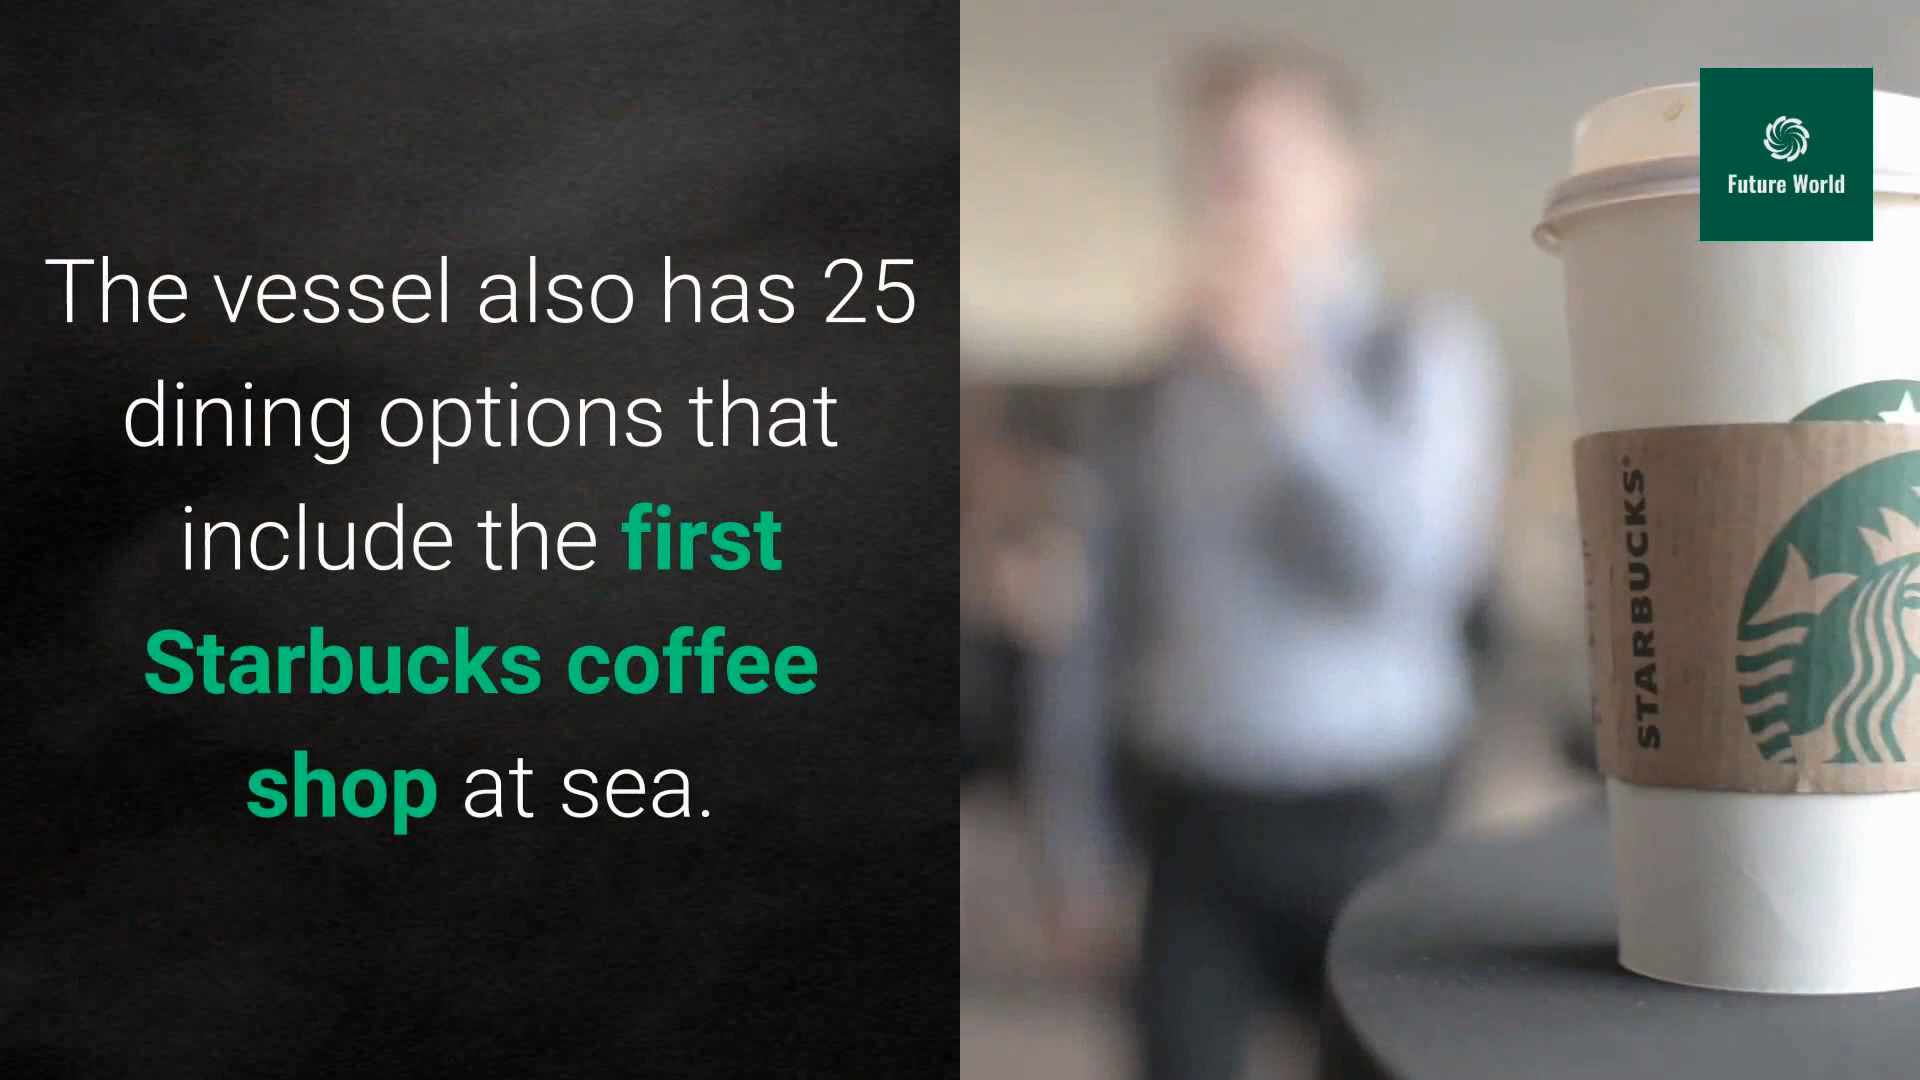 The vessel also has 25
dining options that
include the first
Starbucks coffee
shop at sea.
Future World
STARBUCKS®